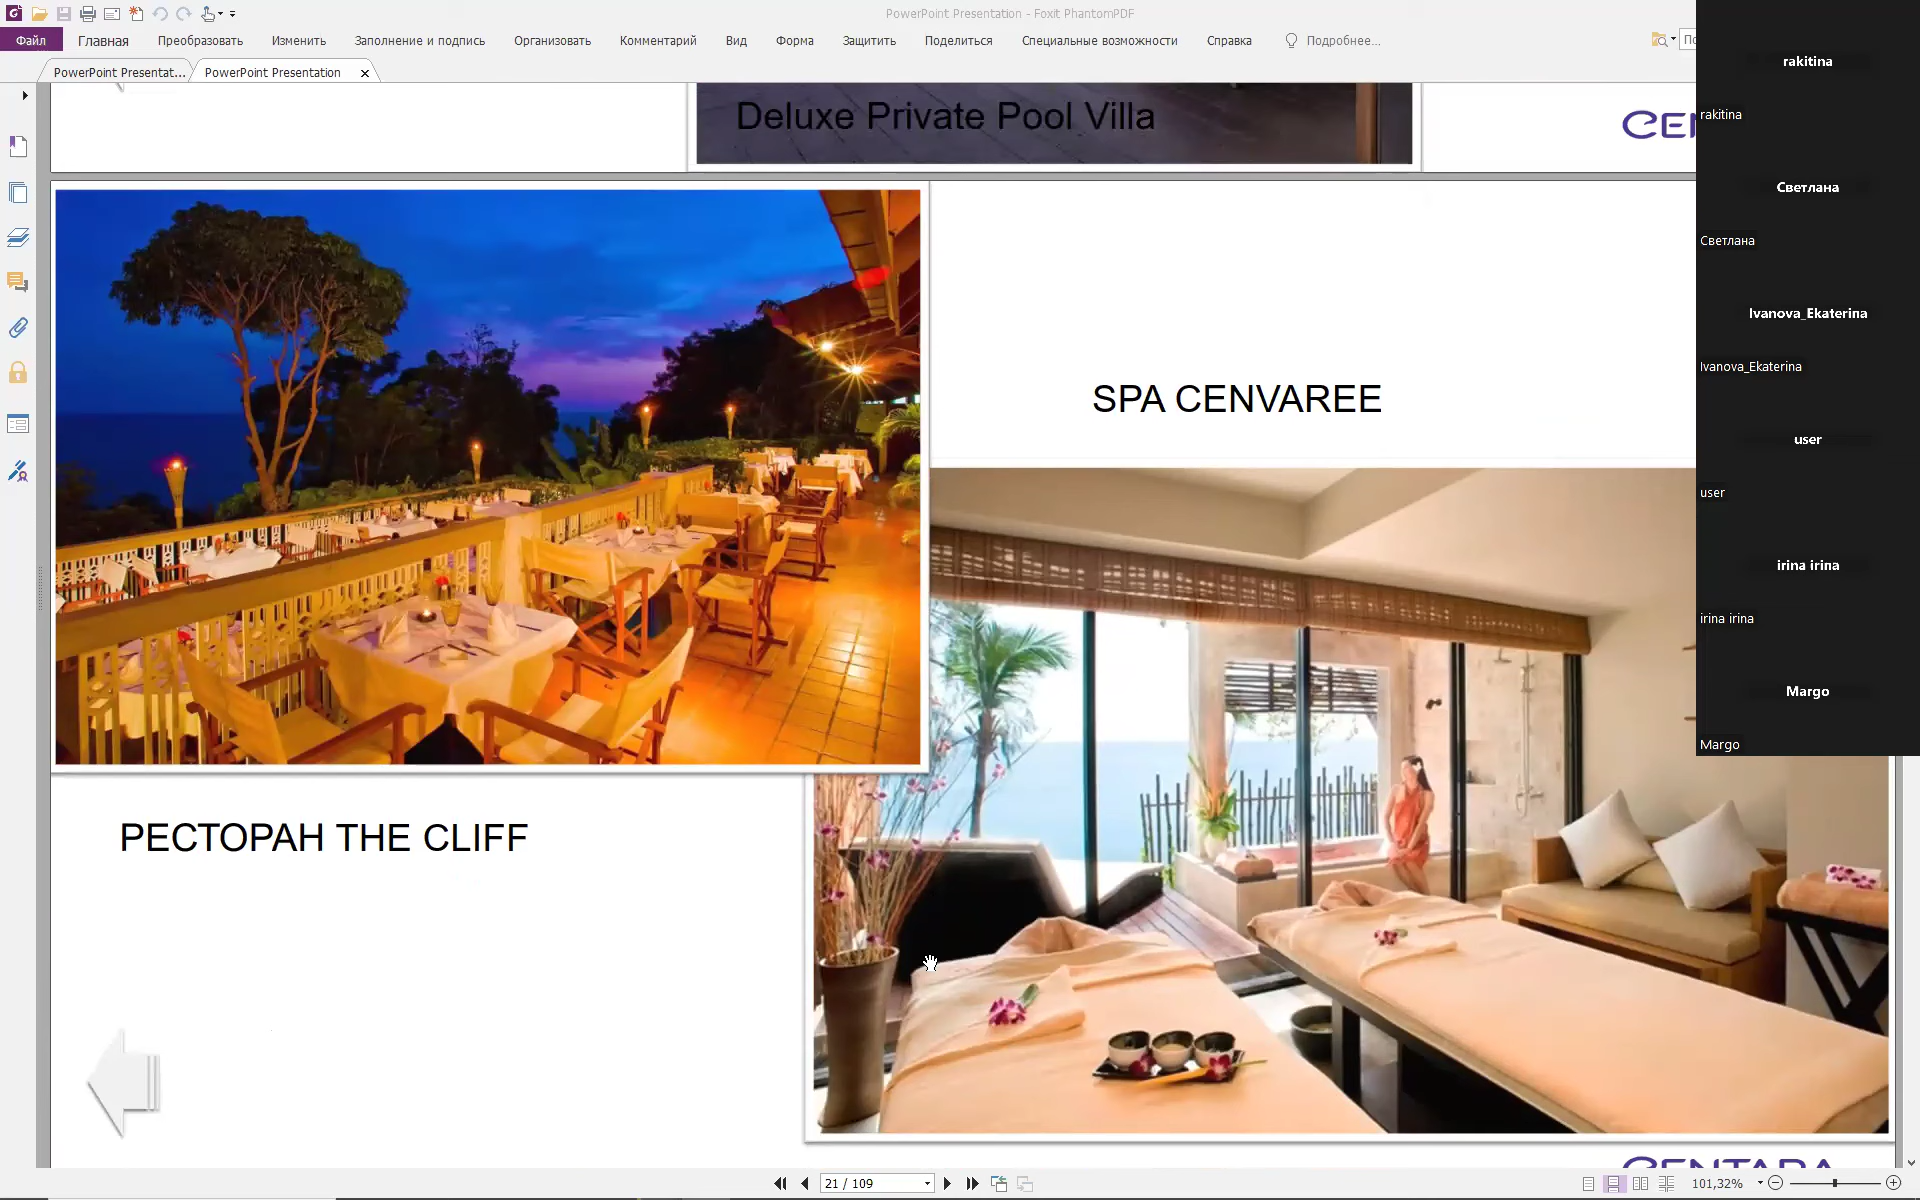 PowerPoint Presentation - Foxit PhantomPDF
Файл Главная Преобразовать Изменить Заполнение и подпись Организовать Комментарий Вид Форма Защитить Поделиться Специальные возможности Справка Подробнее...
PowerPoint Presentat... PowerPoint Presentation
Deluxe Private Pool Villa
SPA CENVAREE
РЕСТОРАН THE CLIFF
rakitina
rakitina
Светлана
Светлана
Ivanova_Ekaterina
Ivanova_Ekaterina
user
user
irina irina
irina irina
Margo
Margo
CENTARA
21 / 109
101,32%